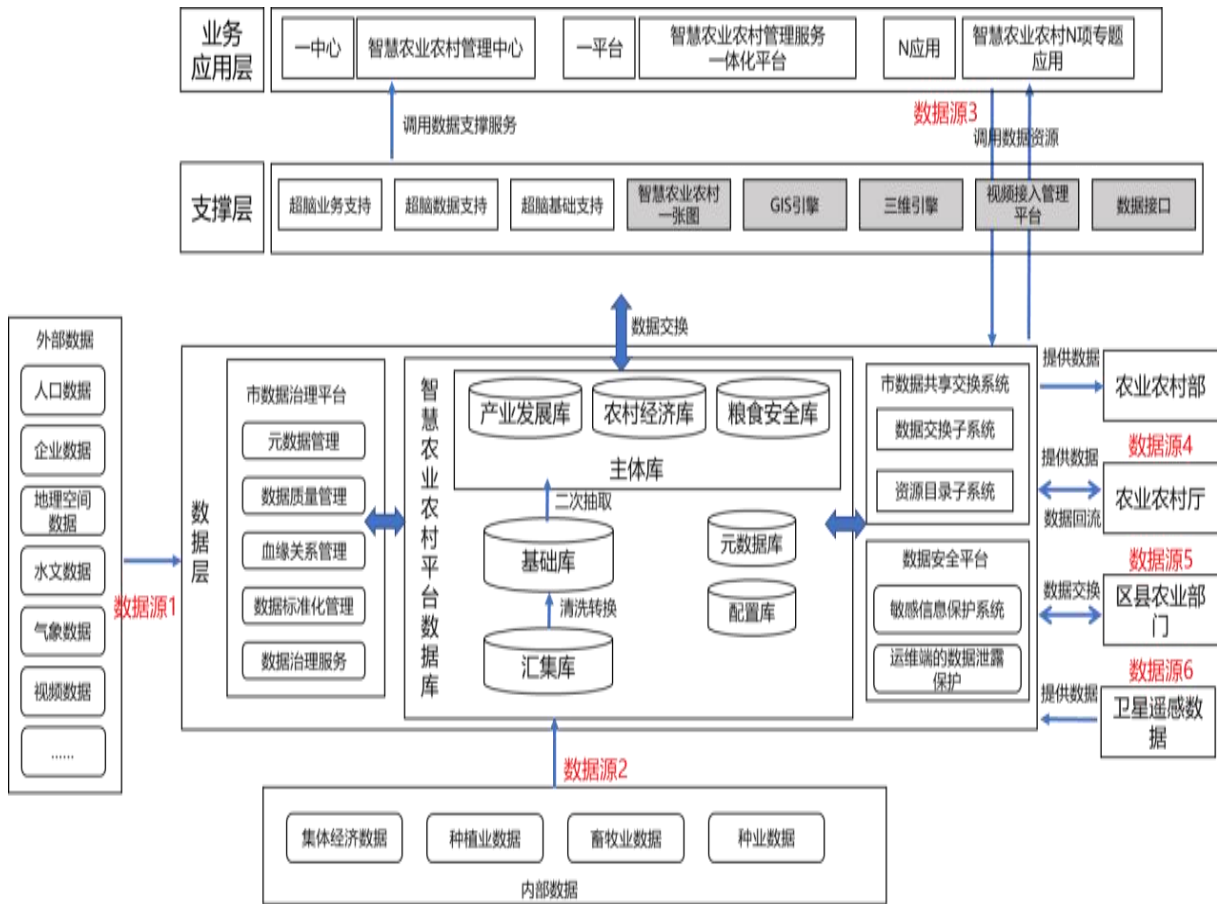 业务
应用层
一中心
智慧农业农村管理中心
一平台
智慧农业农村管理服务
一体化平台
N应用
智慧农业农村N项专题
应用
调用数据支撑服务
数据源3
调用数据资源
支撑层
超脑业务支持
超脑数据支持
超脑基础支持
智慧农业农村
一张图
GIS引擎
三维引擎
视频接入管理
平台
数据接口
数据交换
外部数据
人口数据
企业数据
地理空间
数据
水文数据
气象数据
视频数据
......
数据源1
数据层
市数据治理平台
元数据管理
数据质量管理
血缘关系管理
数据标准化管理
数据治理服务
智慧农业农村平台数据库
产业发展库
农村经济库
粮食安全库
主体库
二次抽取
基础库
清洗转换
汇集库
元数据库
配置库
市数据共享交换系统
数据交换子系统
资源目录子系统
数据安全平台
敏感信息保护系统
运维端的数据泄露
保护
提供数据
农业农村部
数据源4
提供数据
农业农村厅
数据回流
数据源5
数据交换
区县农业部
门
数据源6
提供数据
卫星遥感数
据
数据源2
集体经济数据
种植业数据
畜牧业数据
种业数据
内部数据